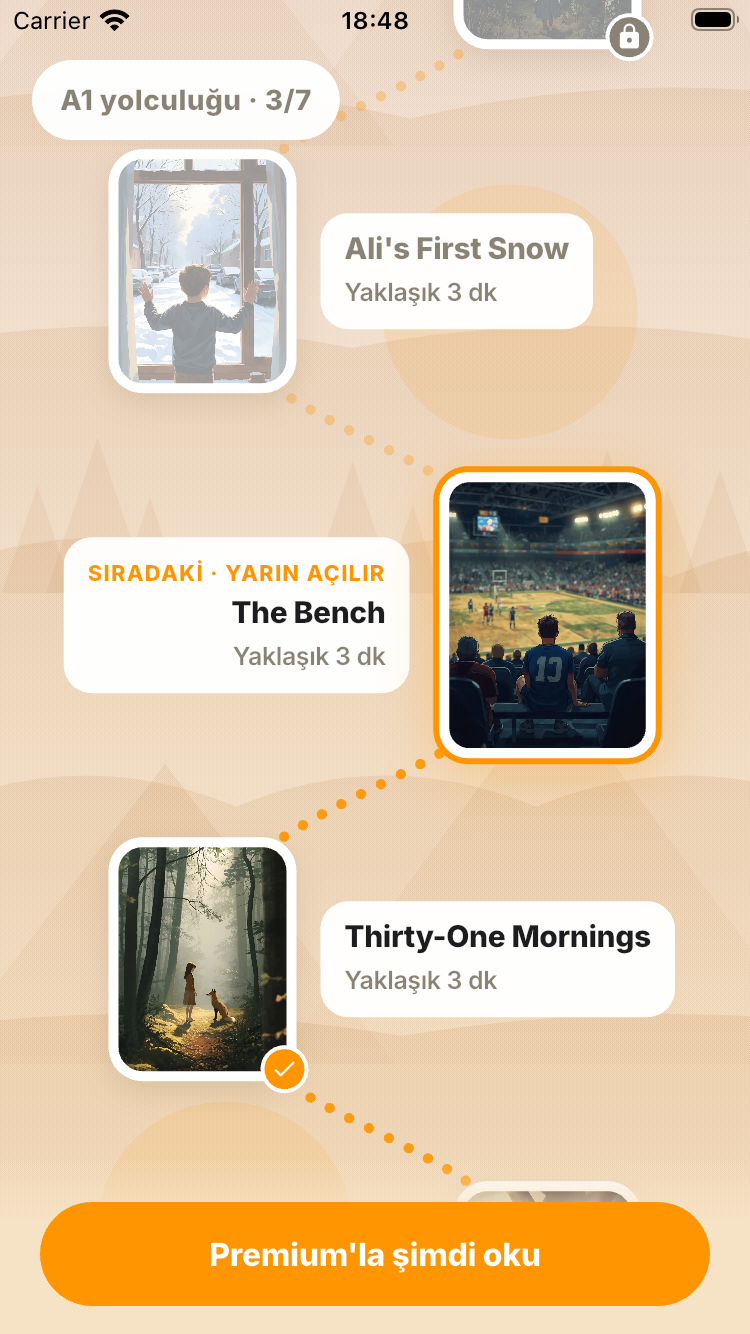 Carrier 18:48
A1 yolculuğu · 3/7
Ali's First Snow
Yaklaşık 3 dk
SIRADAKİ · YARIN AÇILIR
The Bench
Yaklaşık 3 dk
13
Thirty-One Mornings
Yaklaşık 3 dk
Premium'la şimdi oku